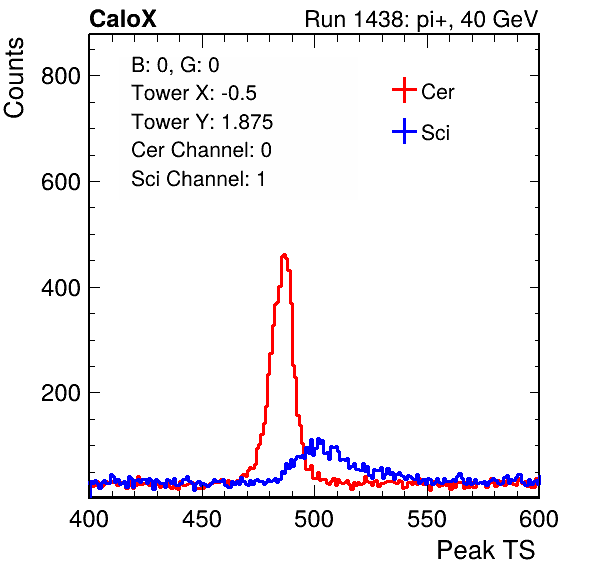 CaloX Run 1438: pi+, 40 GeV
Counts
B: 0, G: 0
Tower X: -0.5
Tower Y: 1.875
Cer Channel: 0
Sci Channel: 1
Cer
Sci
800
600
400
200
400 450 500 550 600
Peak TS